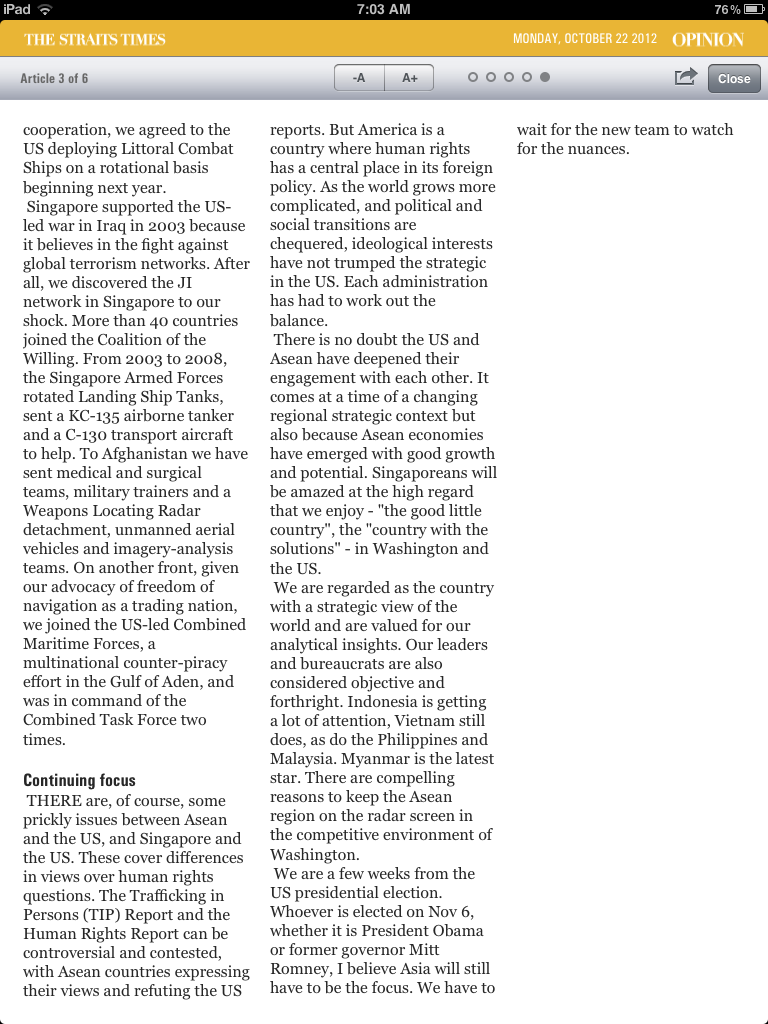 iPad 7:03 AM 76%
THE STRAITS TIMES MONDAY, OCTOBER 22 2012 OPINION
Article 3 of 6 -A A+ Close
cooperation, we agreed to the
US deploying Littoral Combat
Ships on a rotational basis
beginning next year.
Singapore supported the US-
led war in Iraq in 2003 because
it believes in the fight against
global terrorism networks. After
all, we discovered the JI
network in Singapore to our
shock. More than 40 countries
joined the Coalition of the
Willing. From 2003 to 2008,
the Singapore Armed Forces
rotated Landing Ship Tanks,
sent a KC-135 airborne tanker
and a C-130 transport aircraft
to help. To Afghanistan we have
sent medical and surgical
teams, military trainers and a
Weapons Locating Radar
detachment, unmanned aerial
vehicles and imagery-analysis
teams. On another front, given
our advocacy of freedom of
navigation as a trading nation,
we joined the US-led Combined
Maritime Forces, a
multinational counter-piracy
effort in the Gulf of Aden, and
was in command of the
Combined Task Force two
times.
Continuing focus
THERE are, of course, some
prickly issues between Asean
and the US, and Singapore and
the US. These cover differences
in views over human rights
questions. The Trafficking in
Persons (TIP) Report and the
Human Rights Report can be
controversial and contested,
with Asean countries expressing
their views and refuting the US
reports. But America is a
country where human rights
has a central place in its foreign
policy. As the world grows more
complicated, and political and
social transitions are
chequered, ideological interests
have not trumped the strategic
in the US. Each administration
has had to work out the
balance.
There is no doubt the US and
Asean have deepened their
engagement with each other. It
comes at a time of a changing
regional strategic context but
also because Asean economies
have emerged with good growth
and potential. Singaporeans will
be amazed at the high regard
that we enjoy - "the good little
country", the "country with the
solutions" - in Washington and
the US.
We are regarded as the country
with a strategic view of the
world and are valued for our
analytical insights. Our leaders
and bureaucrats are also
considered objective and
forthright. Indonesia is getting
a lot of attention, Vietnam still
does, as do the Philippines and
Malaysia. Myanmar is the latest
star. There are compelling
reasons to keep the Asean
region on the radar screen in
the competitive environment of
Washington.
We are a few weeks from the
US presidential election.
Whoever is elected on Nov 6,
whether it is President Obama
or former governor Mitt
Romney, I believe Asia will still
have to be the focus. We have to
wait for the new team to watch
for the nuances.